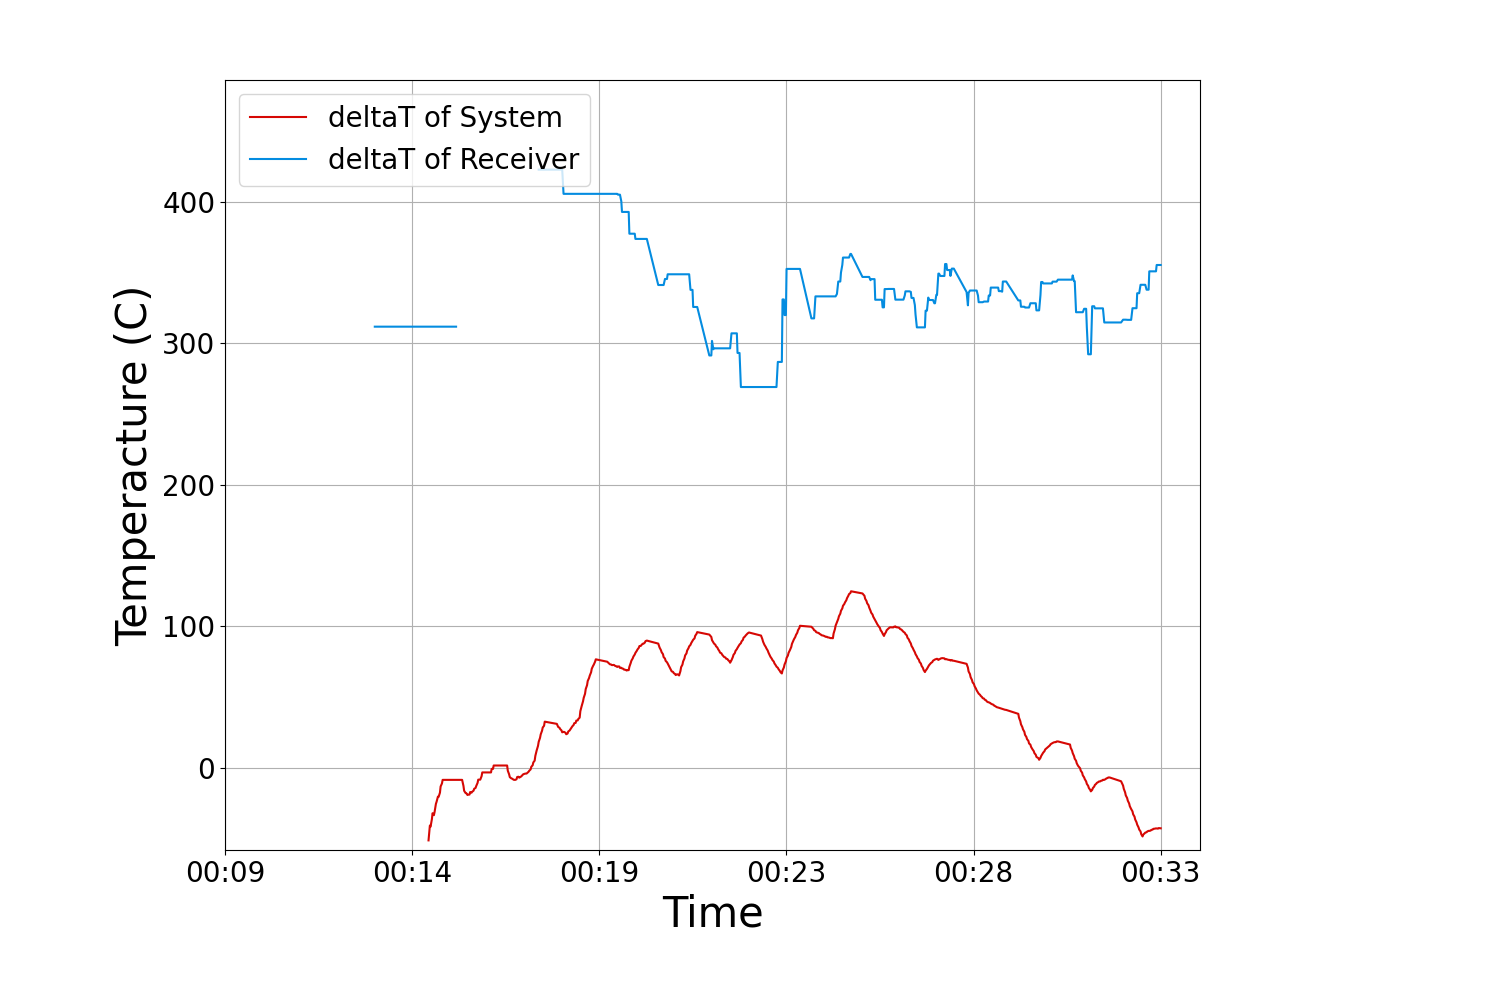 deltaT of System
deltaT of Receiver
400
300
200
100
0
Temperacture (C)
00:09 00:14 00:19 00:23 00:28 00:33
Time